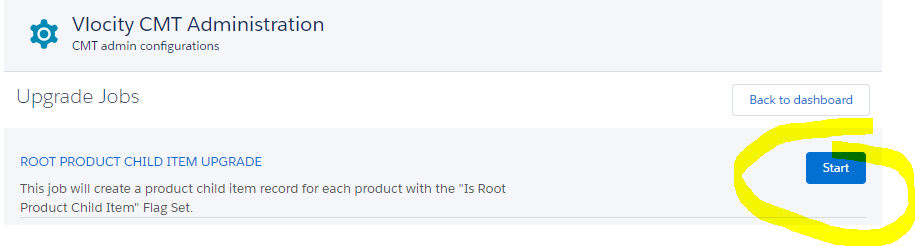 Vlocity CMT Administration
CMT admin configurations
Upgrade Jobs
Back to dashboard
ROOT PRODUCT CHILD ITEM UPGRADE
Start
This job will create a product child item record for each product with the "Is Root
Product Child Item" Flag Set.